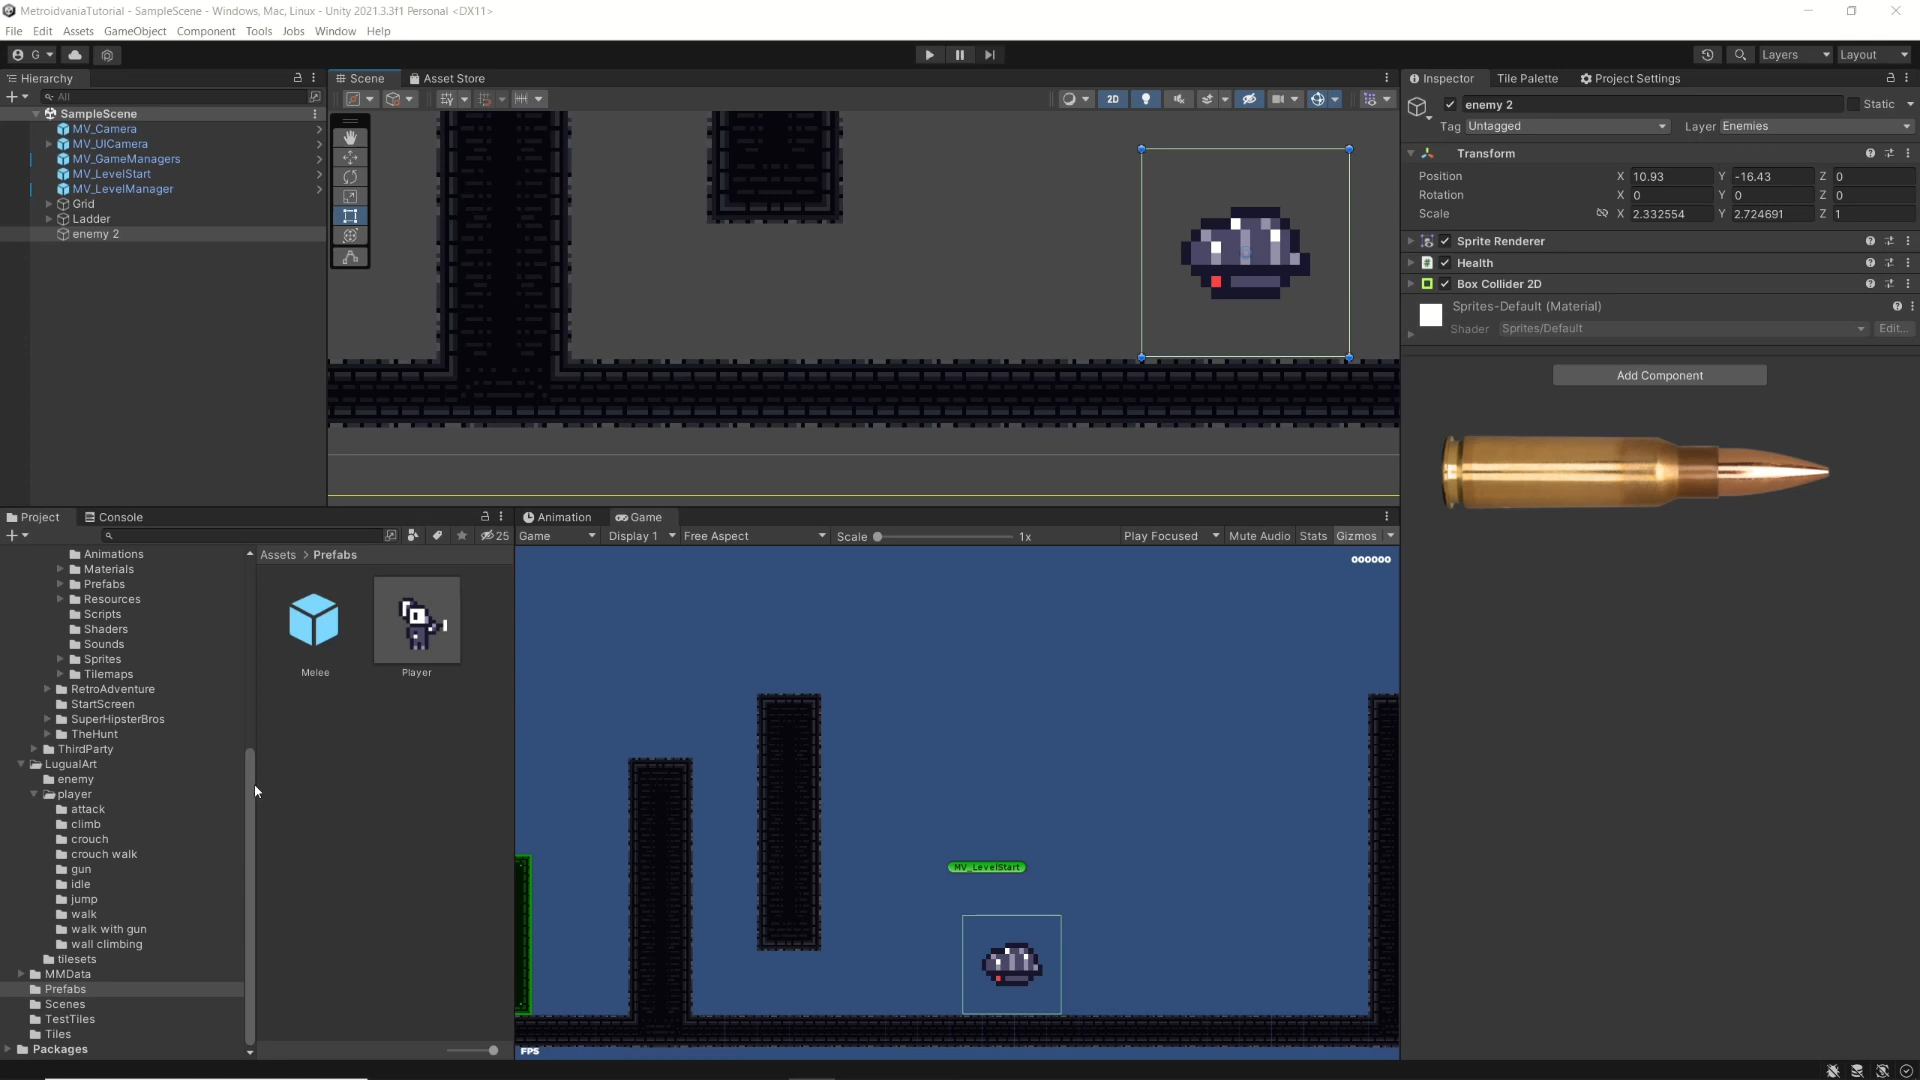 MetroidvaniaTutorial - SampleScene - Windows, Mac, Linux - Unity 2021.3.3f1 Personal <DX11>
File Edit Assets GameObject Component Tools Jobs Window Help
G Layers Layout
Hierarchy
All
SampleScene
MV_Camera
MV_UICamera
MV_GameManagers
MV_LevelStart
MV_LevelManager
Grid
Ladder
enemy 2
Scene Asset Store
2D
Inspector Tile Palette Project Settings
enemy 2 Static
Tag Untagged Layer Enemies
Transform
Position X 10.93 Y -16.43 Z 0
Rotation X 0 Y 0 Z 0
Scale X 2.332554 Y 2.724691 Z 1
Sprite Renderer
Health
Box Collider 2D
Sprites-Default (Material)
Shader Sprites/Default Edit...
Add Component
Project Console
25
Animations
Materials
Prefabs
Resources
Scripts
Shaders
Sounds
Sprites
Tilemaps
RetroAdventure
StartScreen
SuperHipsterBros
TheHunt
ThirdParty
LugualArt
enemy
player
attack
climb
crouch
crouch walk
gun
idle
jump
walk
walk with gun
wall climbing
tilesets
MMData
Prefabs
Scenes
TestTiles
Tiles
Packages
Assets > Prefabs
Melee Player
Animation Game
Game Display 1 Free Aspect Scale 1x Play Focused Mute Audio Stats Gizmos
000000
MV_LevelStart
FPS